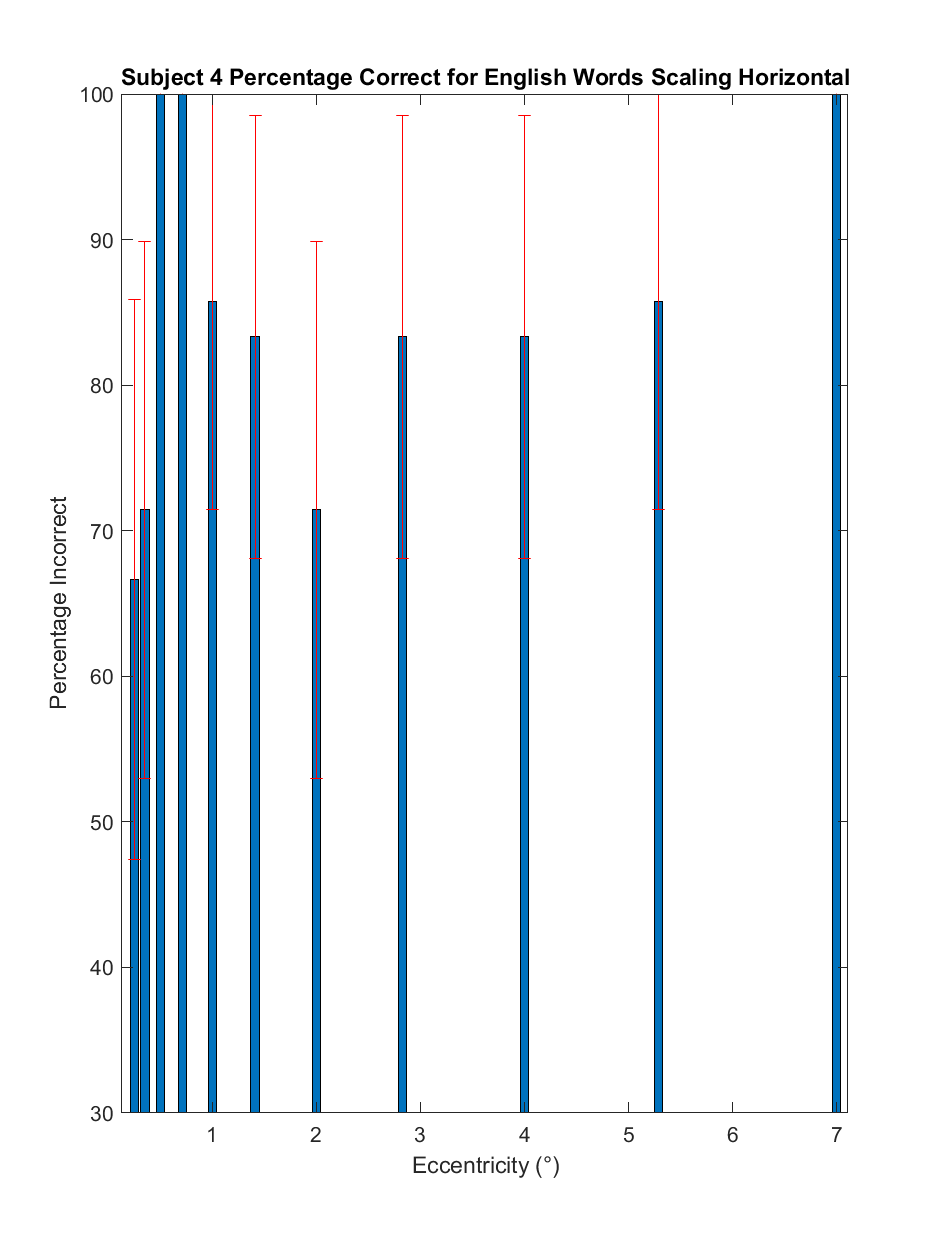 Subject 4 Percentage Correct for English Words Scaling Horizontal
100
90
80
70
60
50
40
30
Percentage Incorrect
1 2 3 4 5 6 7
Eccentricity (°)